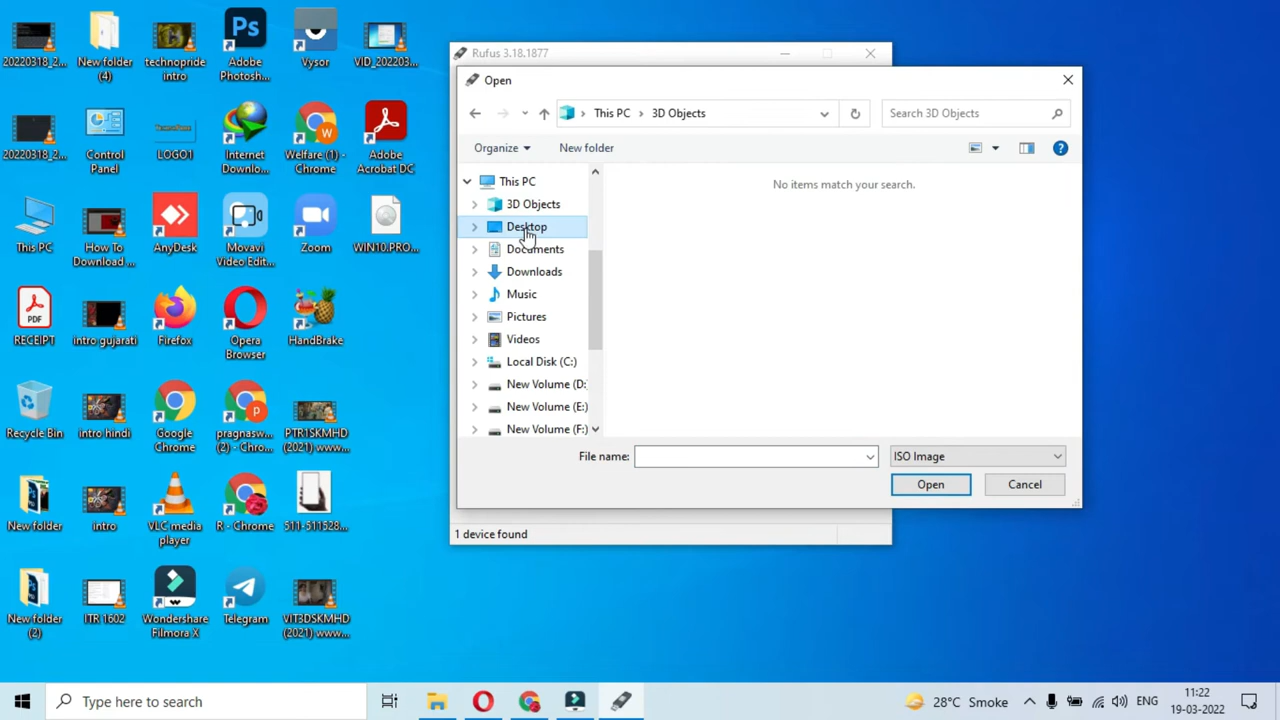 20220318_2...
New folder
(4)
technopride
intro
Ps
Adobe
Photosh...
Vysor
VID_202203...
20220318_2...
Control
Panel
LOGO1
Internet
Downlo...
W
Welfare (1) -
Chrome
Adobe
Acrobat DC
This PC
How To
Download ...
AnyDesk
Movavi
Video Edit...
Zoom
WIN10.PRO...
PDF
RECEIPT
intro gujarati
Firefox
Opera
Browser
HandBrake
Recycle Bin
intro hindi
Google
Chrome
p
pragnasw...
(2) - Chro...
PTR1SKMHD
(2021) www...
New folder
intro
VLC media
player
R - Chrome
511-511528...
New folder
(2)
ITR 1602
Wondershare
Filmora X
Telegram
VIT3DSKMHD
(2021) www...
Rufus 3.18.1877
Open
This PC > 3D Objects
Search 3D Objects
Organize
New folder
This PC
3D Objects
Desktop
Documents
Downloads
Music
Pictures
Videos
Local Disk (C:)
New Volume (D:
New Volume (E:)
New Volume (F:)
No items match your search.
File name:
ISO Image
Open
Cancel
1 device found
Type here to search
28°C Smoke
ENG
11:22
19-03-2022